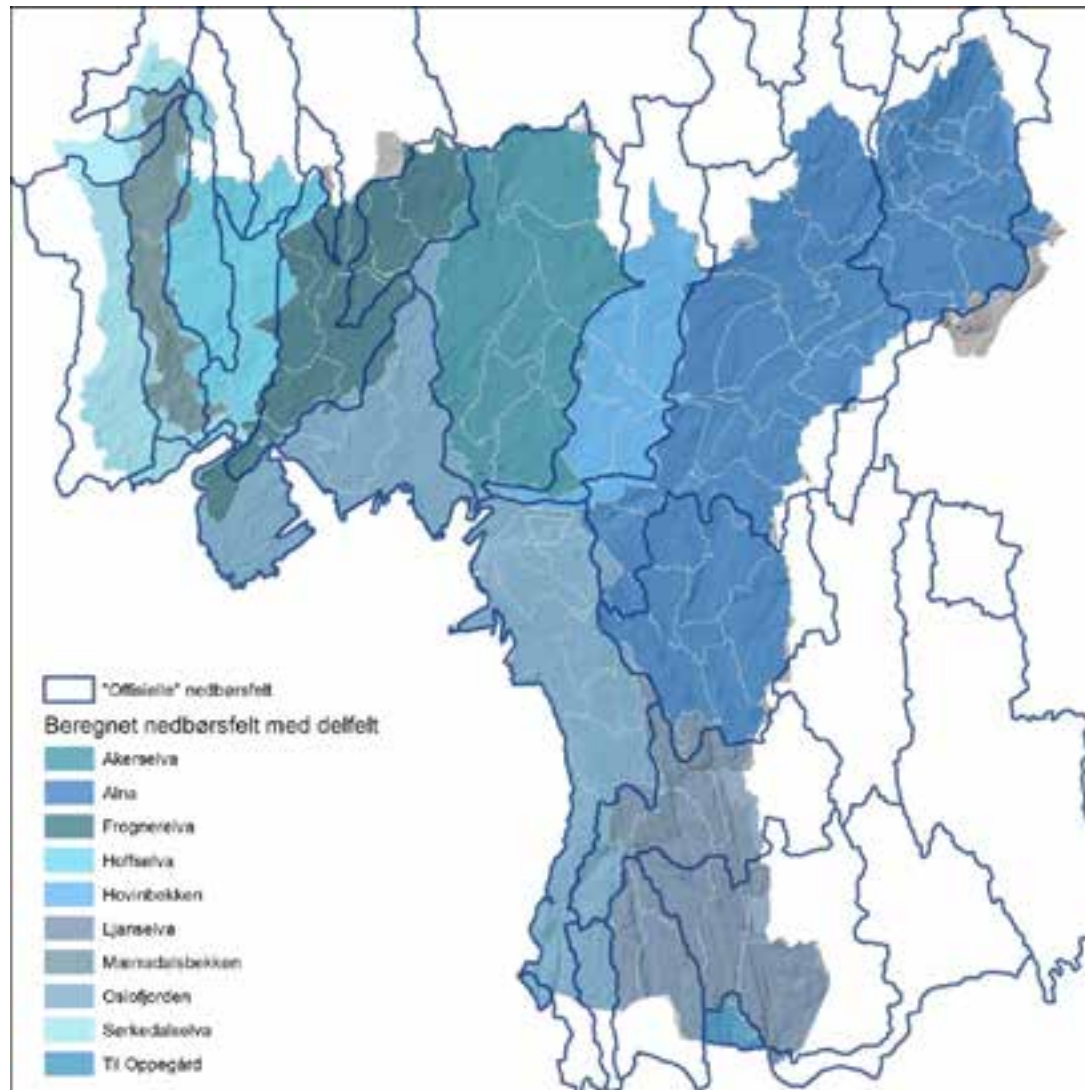 "Offisielle" nedbørsfelt
Beregnet nedbørsfelt med delfelt
Akerselva
Alna
Frognerelva
Hoffselva
Hovinbekken
Ljanselva
Mærradalsbekken
Oslofjorden
Sørkedalselva
Til Oppegård